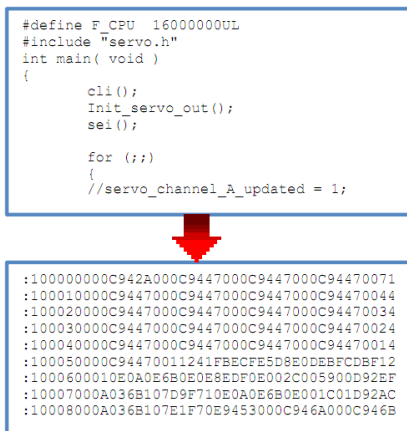 #define F_CPU  16000000UL
#include "servo.h"
int main( void )
{
        cli();
        Init_servo_out();
        sei();

        for (;;)
        {
        //servo_channel_A_updated = 1;
:100000000C942A000C9447000C9447000C94470071
:100010000C9447000C9447000C9447000C94470044
:100020000C9447000C9447000C9447000C94470034
:100030000C9447000C9447000C9447000C94470024
:100040000C9447000C9447000C9447000C94470014
:100050000C94470011241FBECFE5D8E0DEBFCDBF12
:1000600010E0A0E6B0E0E8EDF0E002C005900D92EF
:10007000A036B107D9F710E0A0E6B0E001C01D92AC
:10008000A036B107E1F70E9453000C946A000C946B